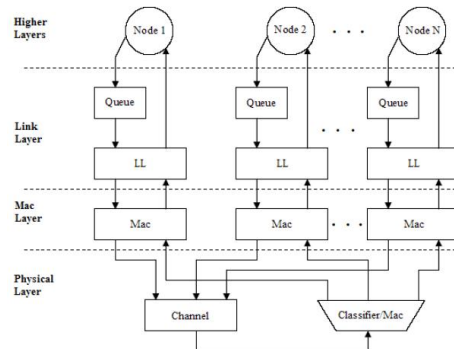 Higher
Layers
Node 1
Node 2
. . .
Node N
Queue
Queue
Queue
Link
Layer
. . .
LL
LL
LL
Mac
Layer
Mac
Mac
. . .
Mac
Physical
Layer
Channel
Classifier/Mac